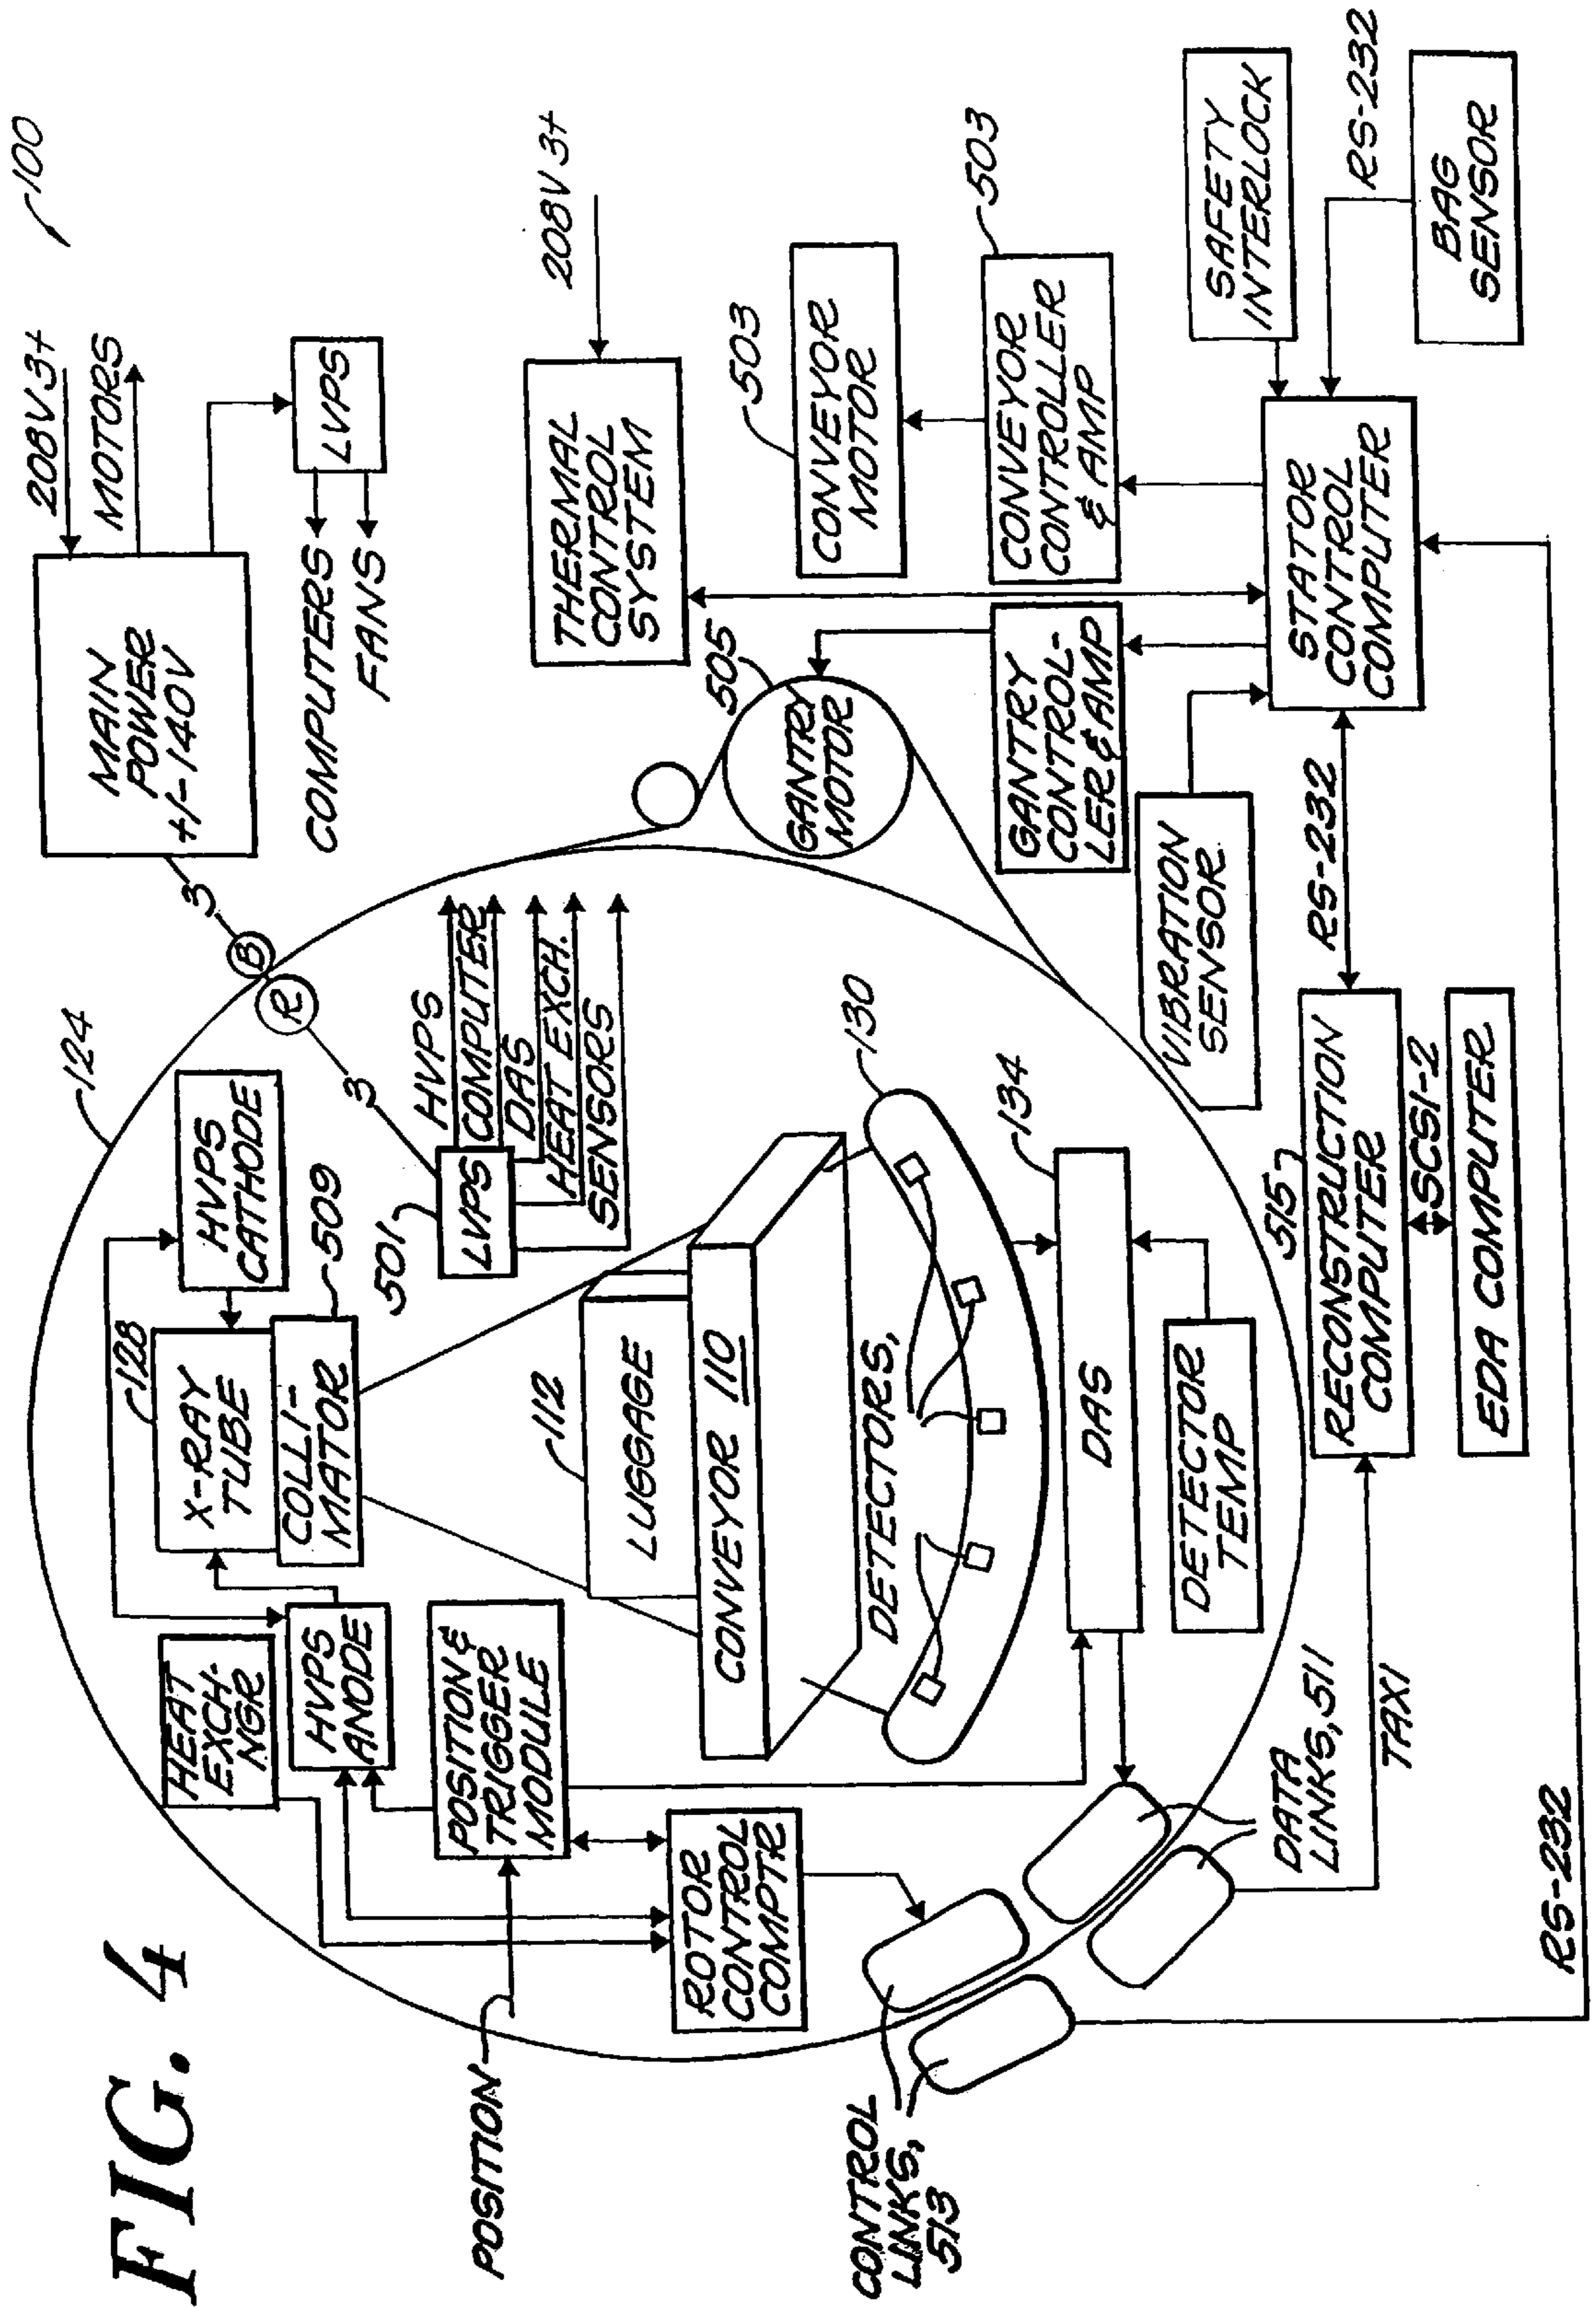 FIG. 4
100
208V3+
MOTORS
MAIN
POWER
+/-140V
LVPS
COMPUTERS
FANS
3
B
R
3
124
HEAT
EXCH-
NGR
HVPS
ANODE
128
X-RAY
TUBE
COLLI-
MATOR
509
HVPS
CATHODE
501
LVPS
HVPS
COMPUTER
DAS
HEAT EXCH.
SENSORS
POSITION
POSITION &
TRIGGER
MODULE
ROTOR
CONTROL
COMPTR
112
LUGGAGE
CONVEYOR 110
DETECTORS,
130
134
DAS
DETECTOR
TEMP
CONTROL
LINKS,
513
DATA
LINKS, 511
TAXI
RS-232
208V3+
THERMAL
CONTROL
SYSTEM
505
GANTRY
MOTOR
503
CONVEYOR
MOTOR
503
CONVEYOR
CONTROLLER
& AMP
GANTRY
CONTROL-
LER & AMP
VIBRATION
SENSOR
SAFETY
INTERLOCK
RS-232
BAG
SENSOR
STATOR
CONTROL
COMPUTER
RS-232
515
RECONSTRUCTION
COMPUTER
SCSI-2
EDA COMPUTER